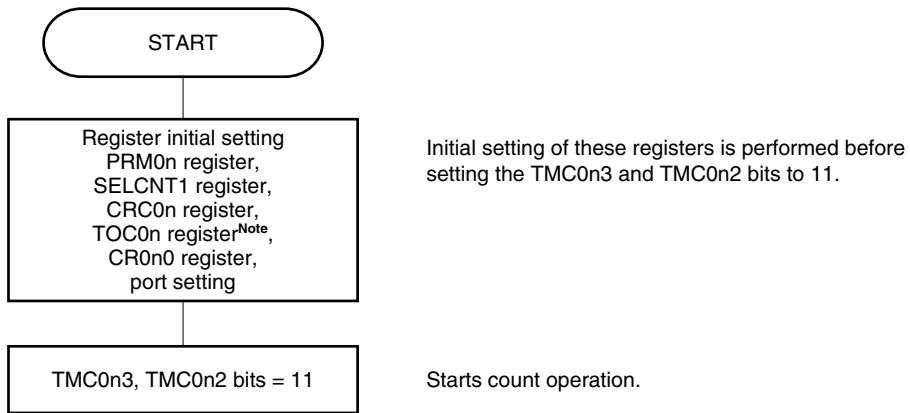 START
Register initial setting
PRM0n register,
SELCNT1 register,
CRC0n register,
TOC0n registerNote,
CR0n0 register,
port setting
Initial setting of these registers is performed before
setting the TMC0n3 and TMC0n2 bits to 11.
TMC0n3, TMC0n2 bits = 11
Starts count operation.